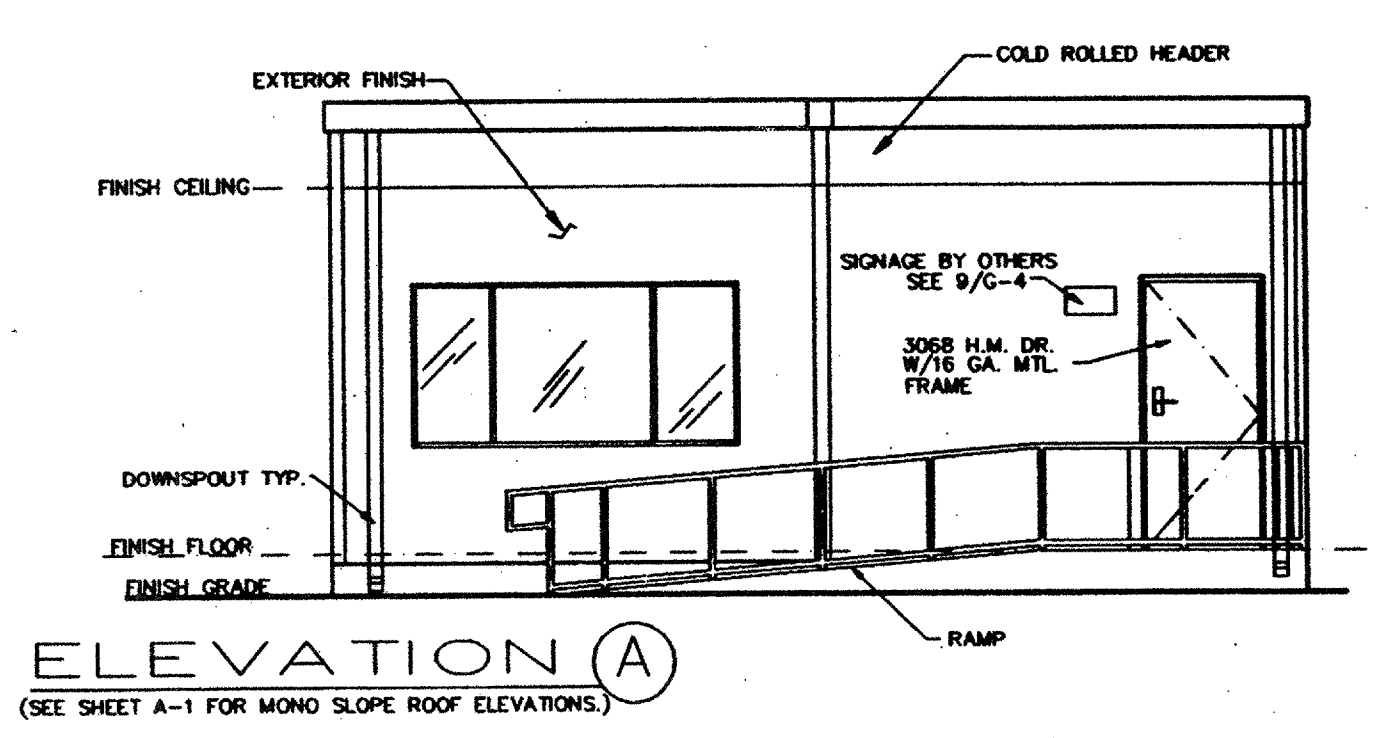 COLD ROLLED HEADER
EXTERIOR FINISH
FINISH CEILING
SIGNAGE BY OTHERS
SEE 9/G-4
3068 H.M. DR.
W/16 GA. MTL.
FRAME
DOWNSPOUT TYP.
FINISH FLOOR
FINISH GRADE
RAMP
ELEVATION A
(SEE SHEET A-1 FOR MONO SLOPE ROOF ELEVATIONS.)